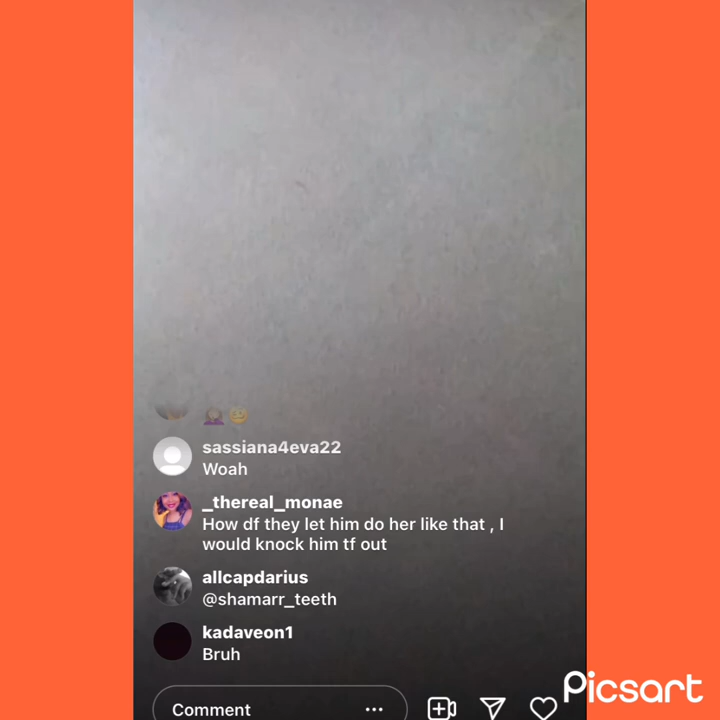 sassiana4eva22
Woah
_thereal_monae
How df they let him do her like that , I
would knock him tf out
allcapdarius
@shamarr_teeth
kadaveon1
Bruh
Comment
Picsart